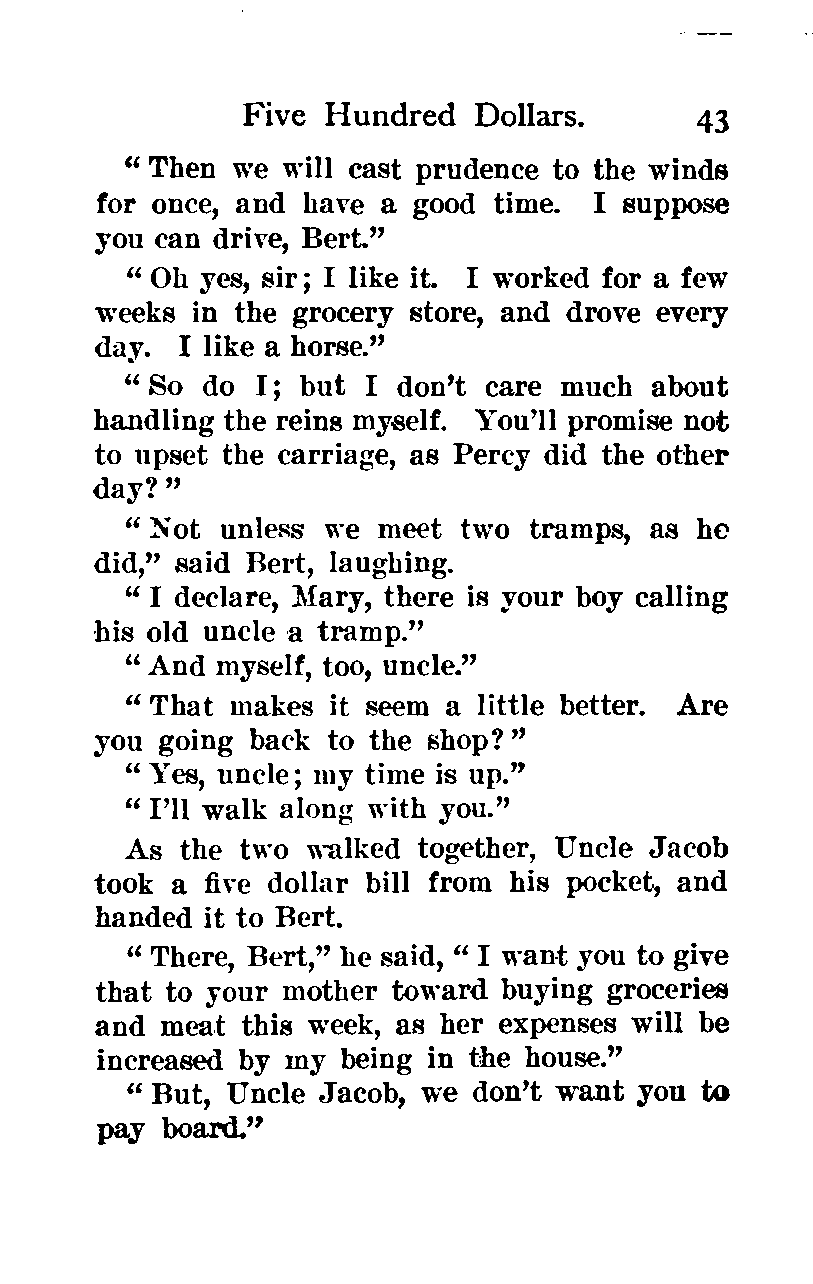 Five Hundred Dollars. 43
“ Then we will cast prudence to the winds
for once, and have a good time. I suppose
you can drive, Bert.”
“ Oh yes, sir; I like it. I worked for a few
weeks in the grocery store, and drove every
day. I like a horse.”
“ So do I; but I don’t care much about
handling the reins myself. You’ll promise not
to upset the carriage, as Percy did the other
day? ”
“ Not unless we meet two tramps, as he
did,” said Bert, laughing.
“ I declare, Mary, there is your boy calling
his old uncle a tramp.”
“ And myself, too, uncle.”
“ That makes it seem a little better. Are
you going back to the shop? ”
“ Yes, uncle; my time is up.”
“ I’ll walk along with you.”
As the two walked together, Uncle Jacob
took a five dollar bill from his pocket, and
handed it to Bert.
“ There, Bert,” he said, “ I want you to give
that to your mother toward buying groceries
and meat this week, as her expenses will be
increased by my being in the house.”
“ But, Uncle Jacob, we don’t want you to
pay board.”